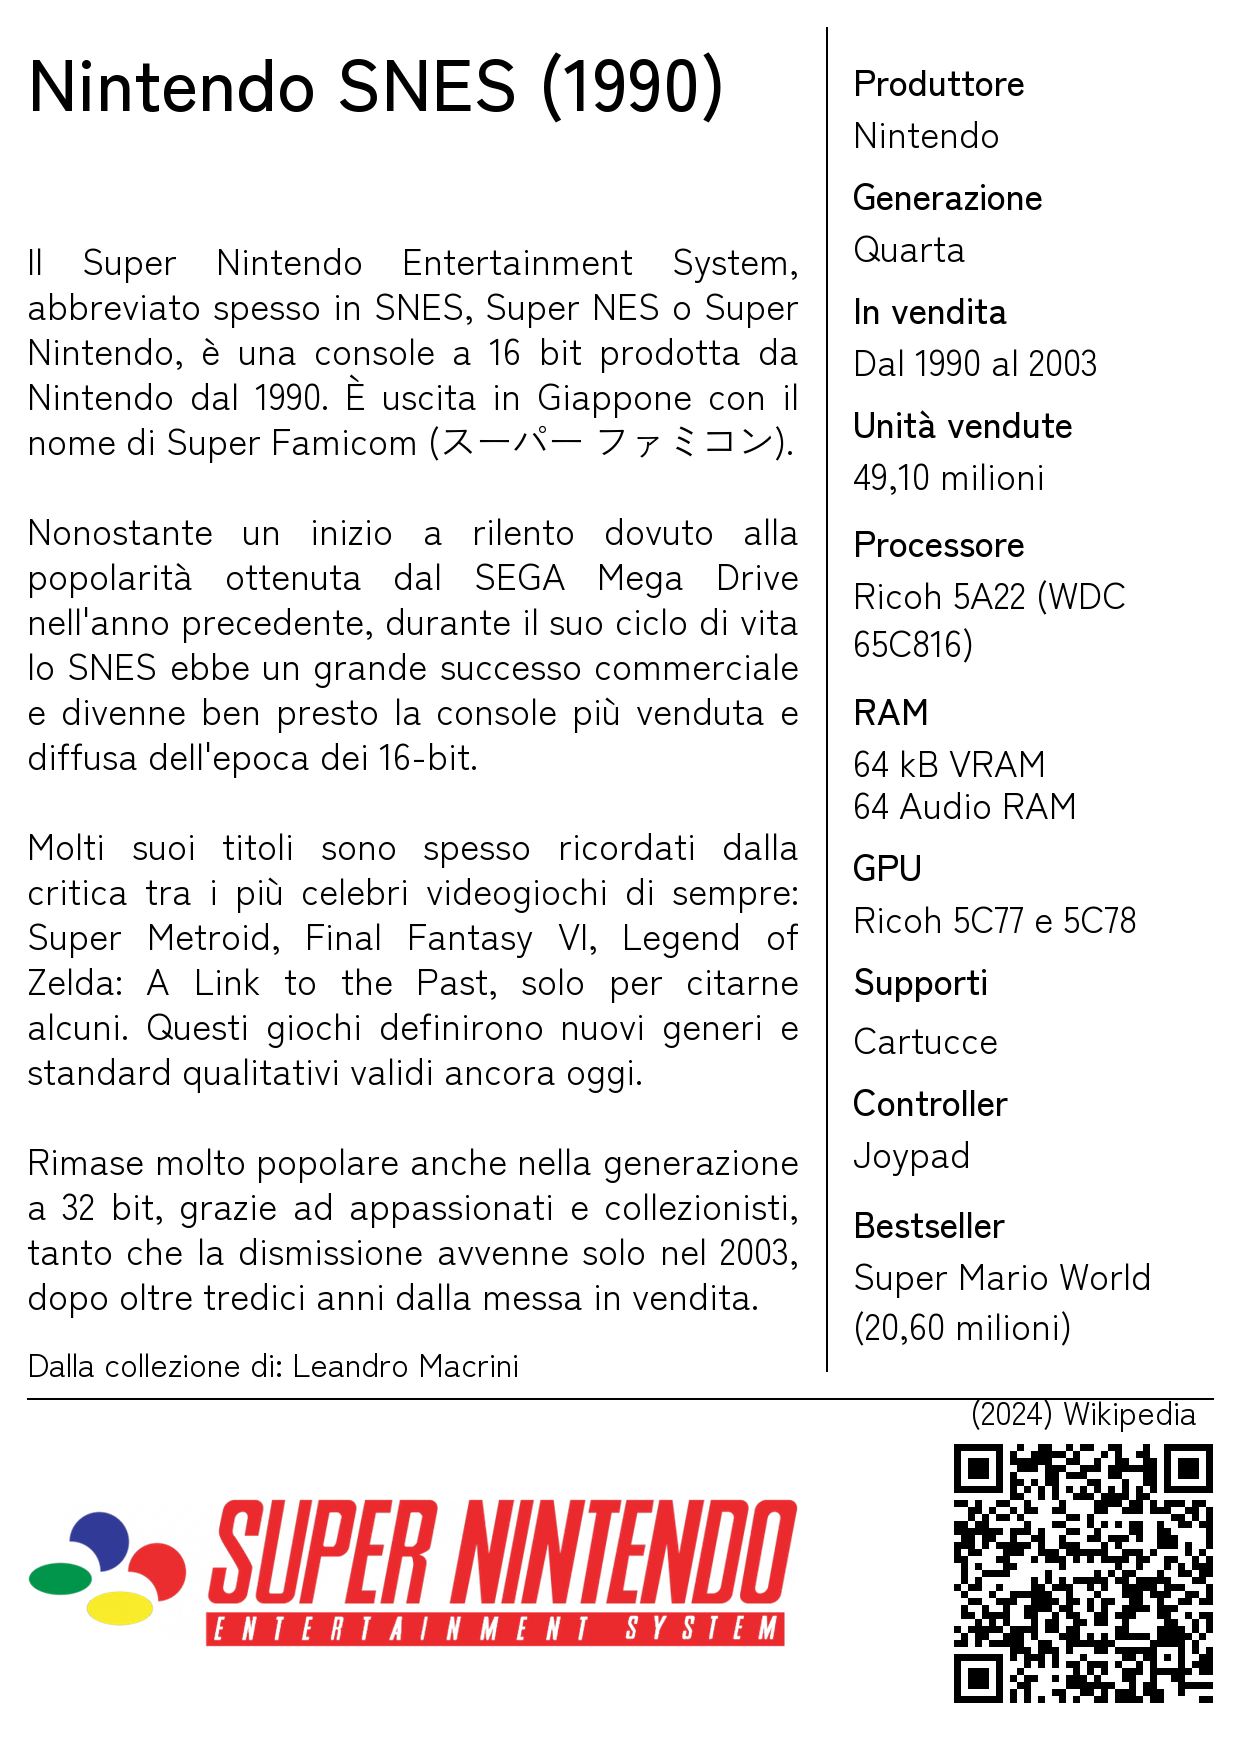 Nintendo SNES (1990)
Il Super Nintendo Entertainment System,
abbreviato spesso in SNES, Super NES o Super
Nintendo, è una console a 16 bit prodotta da
Nintendo dal 1990. È uscita in Giappone con il
nome di Super Famicom (スーパー ファミコン).
Nonostante un inizio a rilento dovuto alla
popolarità ottenuta dal SEGA Mega Drive
nell'anno precedente, durante il suo ciclo di vita
lo SNES ebbe un grande successo commerciale
e divenne ben presto la console più venduta e
diffusa dell'epoca dei 16-bit.
Molti suoi titoli sono spesso ricordati dalla
critica tra i più celebri videogiochi di sempre:
Super Metroid, Final Fantasy VI, Legend of
Zelda: A Link to the Past, solo per citarne
alcuni. Questi giochi definirono nuovi generi e
standard qualitativi validi ancora oggi.
Rimase molto popolare anche nella generazione
a 32 bit, grazie ad appassionati e collezionisti,
tanto che la dismissione avvenne solo nel 2003,
dopo oltre tredici anni dalla messa in vendita.
Dalla collezione di: Leandro Macrini
Produttore
Nintendo
Generazione
Quarta
In vendita
Dal 1990 al 2003
Unità vendute
49,10 milioni
Processore
Ricoh 5A22 (WDC
65C816)
RAM
64 kB VRAM
64 Audio RAM
GPU
Ricoh 5C77 e 5C78
Supporti
Cartucce
Controller
Joypad
Bestseller
Super Mario World
(20,60 milioni)
(2024) Wikipedia
SUPER NINTENDO
ENTERTAINMENT SYSTEM